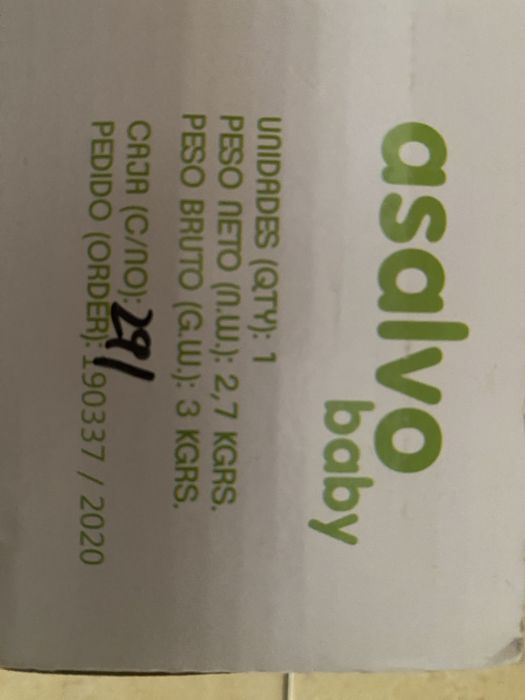 asalvo
baby
UNIDADES (QTY): 1
PESO NETO (N.W.): 2,7 KGRS.
PESO BRUTO (G.W.): 3 KGRS.
CAJA (C/NO): 291
PEDIDO (ORDER): 190337 / 2020